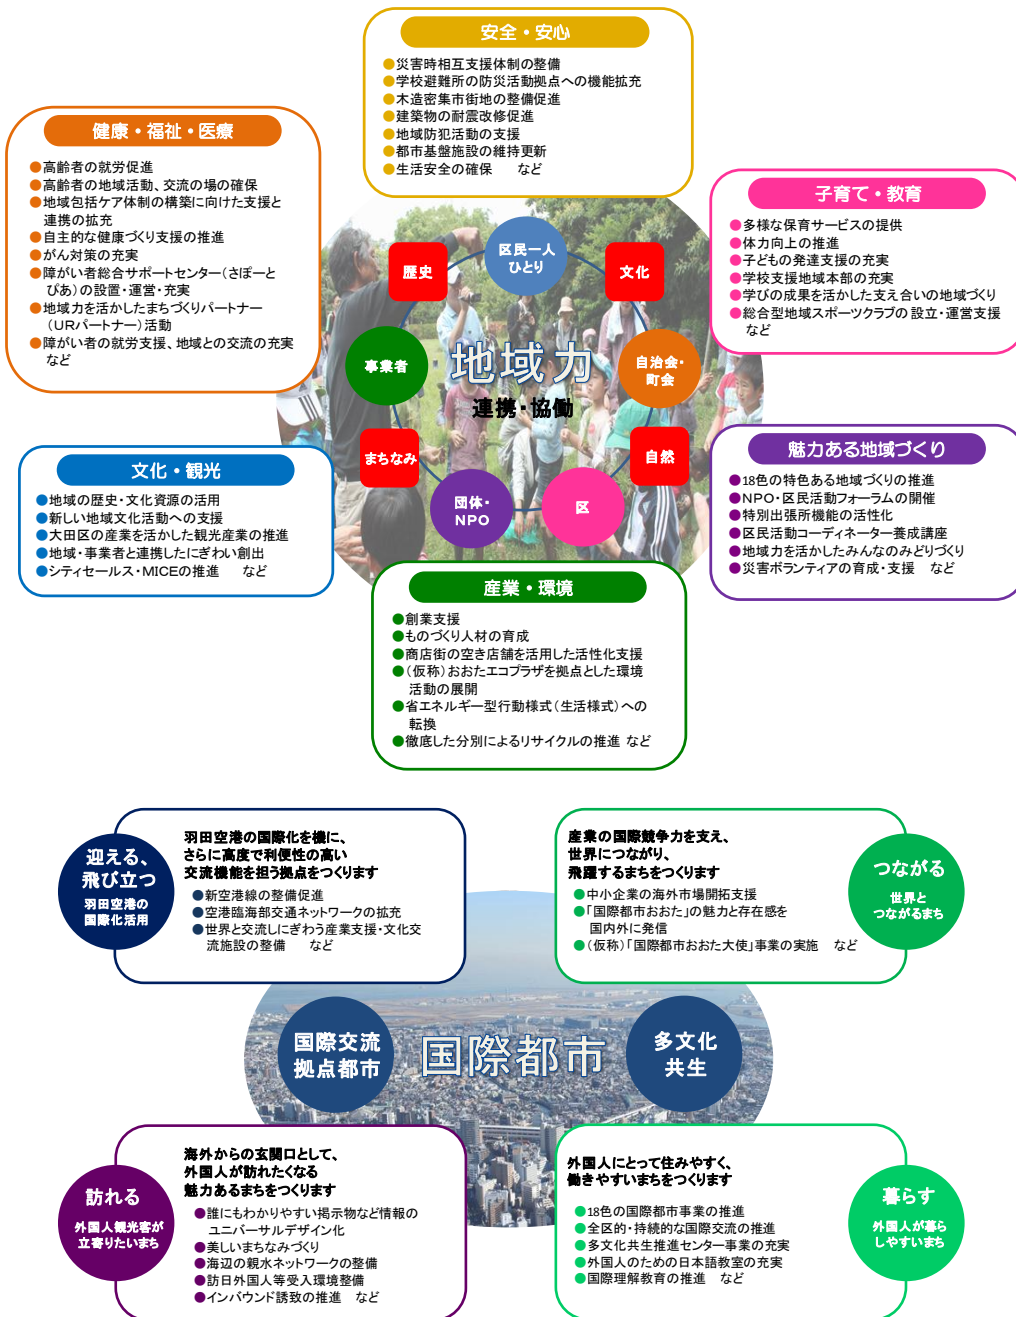 安全・安心
●災害時相互支援体制の整備
●学校避難所の防災活動拠点への機能拡充
●木造密集市街地の整備促進
●建築物の耐震改修促進
●地域防犯活動の支援
●都市基盤施設の維持更新
●生活安全の確保　など
健康・福祉・医療
●高齢者の就労促進
●高齢者の地域活動、交流の場の確保
●地域包括ケア体制の構築に向けた支援と
連携の拡充
●自主的な健康づくり支援の推進
●がん対策の充実
●障がい者総合サポートセンター（さぽーと
ぴあ）の設置・運営・充実
●地域力を活かしたまちづくりパートナー
（URパートナー）活動
●障がい者の就労支援、地域との交流の充実
など
子育て・教育
●多様な保育サービスの提供
●体力向上の推進
●子どもの発達支援の充実
●学校支援地域本部の充実
●学びの成果を活かした支え合いの地域づくり
●総合型地域スポーツクラブの設立・運営支援
など
区民一人
ひとり
歴史
文化
事業者
地域力
連携・協働
自治会・
町会
まちなみ
自然
団体・
NPO
区
文化・観光
●地域の歴史・文化資源の活用
●新しい地域文化活動への支援
●大田区の産業を活かした観光産業の推進
●地域・事業者と連携したにぎわい創出
●シティセールス・MICEの推進　など
魅力ある地域づくり
●18色の特色ある地域づくりの推進
●NPO・区民活動フォーラムの開催
●特別出張所機能の活性化
●区民活動コーディネーター養成講座
●地域力を活かしたみんなのみどりづくり
●災害ボランティアの育成・支援　など
産業・環境
●創業支援
●ものづくり人材の育成
●商店街の空き店舗を活用した活性化支援
●（仮称）おおたエコプラザを拠点とした環境
活動の展開
●省エネルギー型行動様式（生活様式）への
転換
●徹底した分別によるリサイクルの推進 など
迎える、
飛び立つ
羽田空港の
国際化活用
羽田空港の国際化を機に、
さらに高度で利便性の高い
交流機能を担う拠点をつくります
●新空港線の整備促進
●空港臨海部交通ネットワークの拡充
●世界と交流しにぎわう産業支援・文化交
流施設の整備　など
産業の国際競争力を支え、
世界につながり、
飛躍するまちをつくります
●中小企業の海外市場開拓支援
●「国際都市おおた」の魅力と存在感を
国内外に発信
●（仮称）「国際都市おおた大使」事業の実施　など
つながる
世界と
つながるまち
国際交流
拠点都市
国際都市
多文化
共生
訪れる
外国人観光客が
立寄りたいまち
海外からの玄関口として、
外国人が訪れたくなる
魅力あるまちをつくります
●誰にもわかりやすい掲示物など情報の
ユニバーサルデザイン化
●美しいまちなみづくり
●海辺の親水ネットワークの整備
●訪日外国人等受入環境整備
●インバウンド誘致の推進　など
外国人にとって住みやすく、
働きやすいまちをつくります
●18色の国際都市事業の推進
●全区的・持続的な国際交流の推進
●多文化共生推進センター事業の充実
●外国人のための日本語教室の充実
●国際理解教育の推進　など
暮らす
外国人が暮ら
しやすいまち